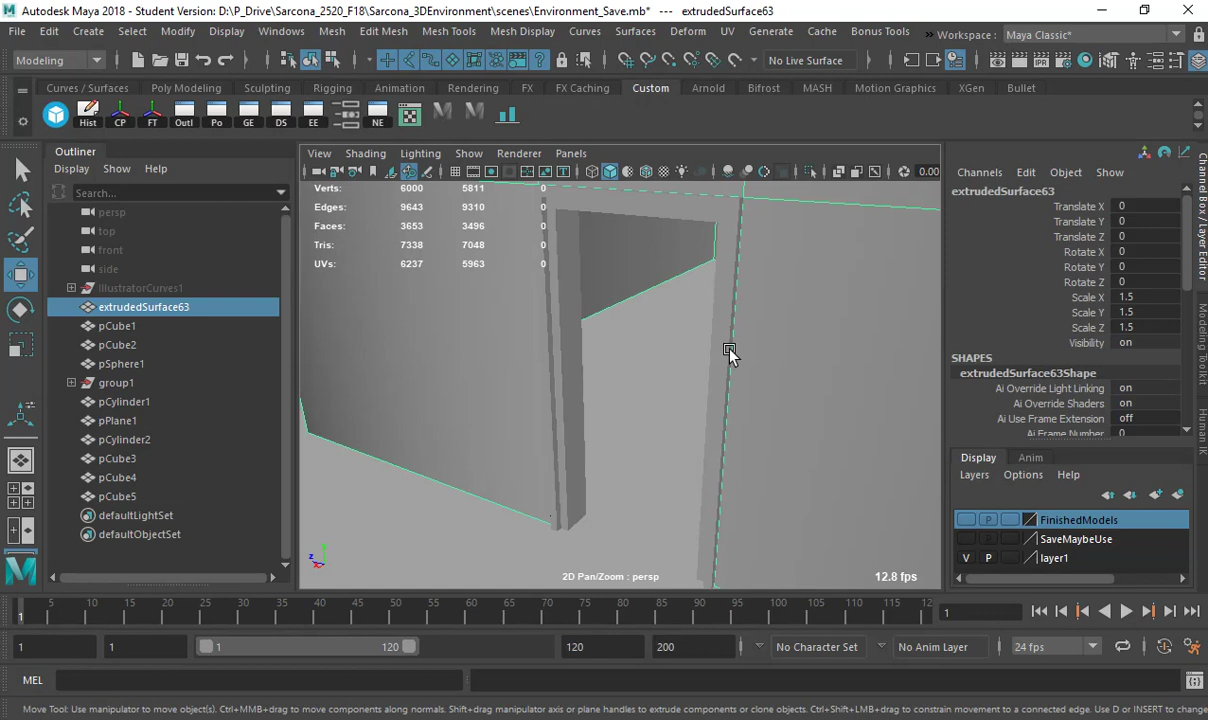 Autodesk Maya 2018 - Student Version: D:\P_Drive\Sarcona_2520_F18\Sarcona_3DEnvironment\scenes\Environment_Save.mb* --- extrudedSurface63
File Edit Create Select Modify Display Windows Mesh Edit Mesh Mesh Tools Mesh Display Curves Surfaces Deform UV Generate Cache Bonus Tools Workspace: Maya Classic*
Modeling No Live Surface
Curves / Surfaces Poly Modeling Sculpting Rigging Animation Rendering FX FX Caching Custom Arnold Bifrost MASH Motion Graphics XGen Bullet
Hist CP FT Outl Po GE DS EE NE
Outliner
Display Show Help
Search...
persp
top
front
side
IllustratorCurves1
extrudedSurface63
pCube1
pCube2
pSphere1
group1
pCylinder1
pPlane1
pCylinder2
pCube3
pCube4
pCube5
defaultLightSet
defaultObjectSet
View Shading Lighting Show Renderer Panels
0.00
Verts: 6000 5811 0
Edges: 9643 9310 0
Faces: 3653 3496 0
Tris: 7338 7048 0
UVs: 6237 5963 0
z
x
2D Pan/Zoom : persp
12.8 fps
Channels Edit Object Show
extrudedSurface63
Translate X 0
Translate Y 0
Translate Z 0
Rotate X 0
Rotate Y 0
Rotate Z 0
Scale X 1.5
Scale Y 1.5
Scale Z 1.5
Visibility on
SHAPES
extrudedSurface63Shape
Ai Override Light Linking on
Ai Override Shaders on
Ai Use Frame Extension off
Ai Frame Number 0
Channel Box / Layer Editor
Modeling Toolkit
Human IK
Display Anim
Layers Options Help
P FinishedModels
P SaveMaybeUse
V P layer1
1 5 10 15 20 25 30 35 40 45 50 55 60 65 70 75 80 85 90 95 100 105 110 115 12 1
1 1 1 120 120 200 No Character Set No Anim Layer 24 fps
MEL
Move Tool: Use manipulator to move object(s). Ctrl+MMB+drag to move components along normals. Shift+drag manipulator axis or plane handles to extrude components or clone objects. Ctrl+Shift+LMB+drag to constrain movement to a connected edge. Use D or INSERT to change